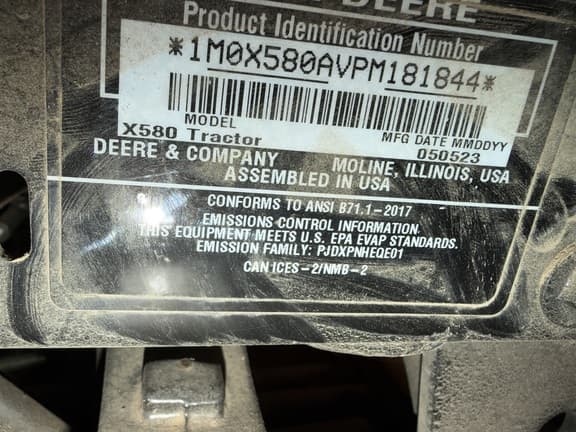 DEERE
Product Identification Number
*1M0X580AVPM181844*
MODEL
X580 Tractor
MFG DATE MMDDYY
050523
DEERE & COMPANY MOLINE, ILLINOIS, USA
ASSEMBLED IN USA
CONFORMS TO ANSI B71.1-2017
EMISSIONS CONTROL INFORMATION.
THIS EQUIPMENT MEETS U.S. EPA EVAP STANDARDS.
EMISSION FAMILY: PJDXPNHEQE01
CAN ICES-2/NMB-2